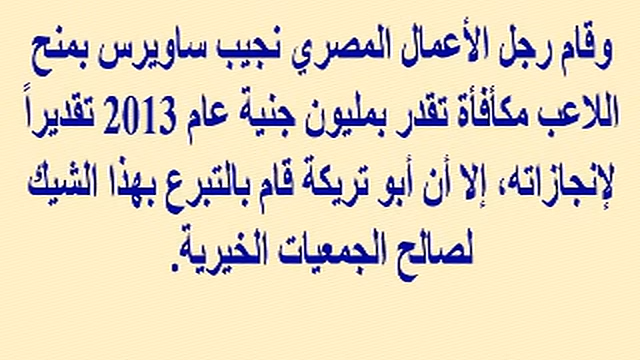 وقام رجل الأعمال المصري نجيب ساويرس بمنح
اللاعب مكأفأة تقدر بمليون جنية عام 2013 تقديراً
لإنجازاته، إلا أن أبو تريكة قام بالتبرع بهذا الشيك
لصالح الجمعيات الخيرية.